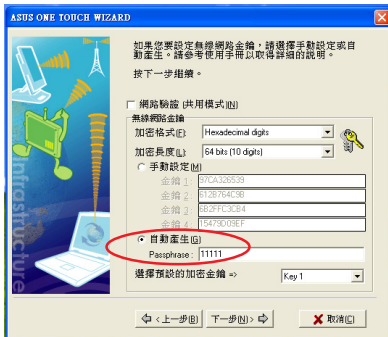 ASUS ONE TOUCH WIZARD
如果您要設定無線網路金鑰，請選擇手動設定或自
動產生。請參考使用手冊以取得詳細的說明。
按下一步繼續。
網路驗證 (共用模式)(N)
無線網路金鑰
加密格式(F): Hexadecimal digits
加密長度(L): 64 bits (10 digits)
手動設定(M)
金鑰 1: 97CA326539
金鑰 2: 612B764C9B
金鑰 3: 6B2FFC3CB4
金鑰 4: 15479D09EF
自動產生(G)
Passphrase : 11111
選擇預設的加密金鑰 => Key 1
< 上一步(B) 下一步(N) > 取消(C)
Infrastructure